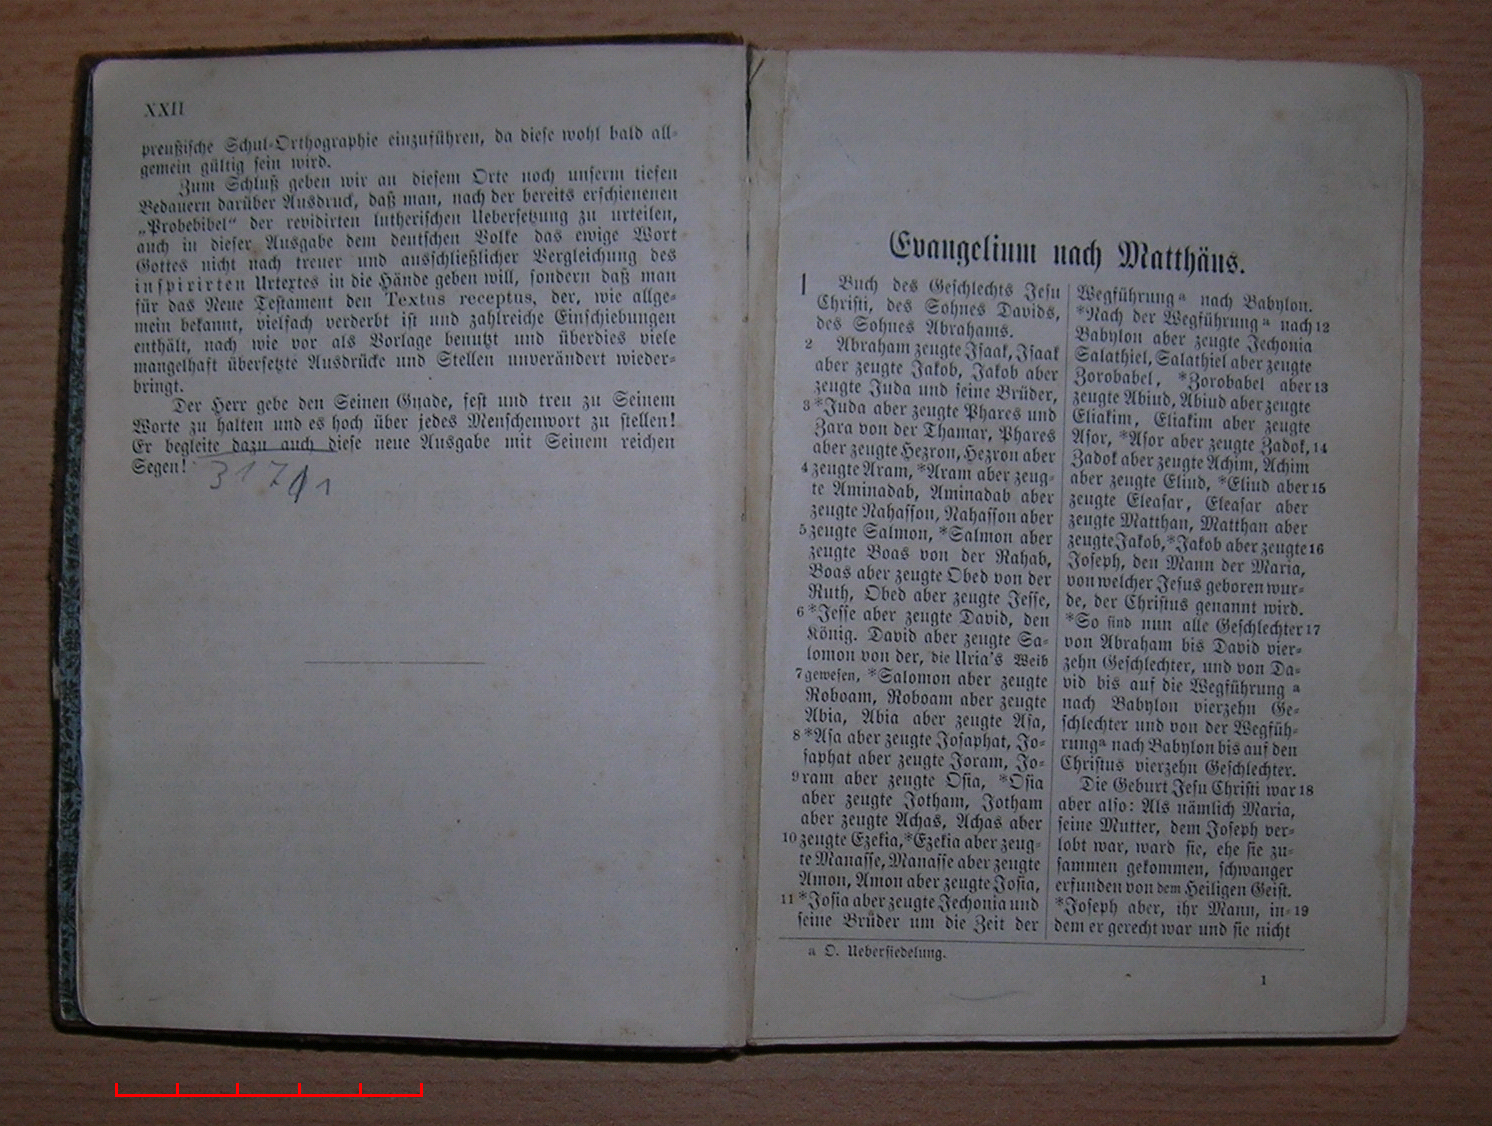 XXII
preußische Schul-Orthographie einzuführen, da diese wohl bald all-
gemein gültig sein wird.
Zum Schluß geben wir an diesem Orte noch unserm tiefen
Bedauern darüber Ausdruck, daß man, nach der bereits erschienenen
„Probebibel“ der revidirten lutherischen Uebersetzung zu urteilen,
auch in dieser Ausgabe dem deutschen Volke das ewige Wort
Gottes nicht nach treuer und ausschließlicher Vergleichung des
inspirirten Urtextes in die Hände geben will, sondern daß man
für das Neue Testament den Textus receptus, der, wie allge-
mein bekannt, vielfach verderbt ist und zahlreiche Einschiebungen
enthält, nach wie vor als Vorlage benutzt und überdies viele
mangelhaft übersetzte Ausdrücke und Stellen unverändert wieder-
bringt.
Der Herr gebe den Seinen Gnade, fest und treu zu Seinem
Worte zu halten und es hoch über jedes Menschenwort zu stellen!
Er begleite dazu auch diese neue Ausgabe mit Seinem reichen
Segen!
Evangelium nach Matthäus.
1 Buch des Geschlechts Jesu
Christi, des Sohnes Davids,
des Sohnes Abrahams.
2 Abraham zeugte Isaak, Isaak
aber zeugte Jakob, Jakob aber
zeugte Juda und seine Brüder,
3 *Juda aber zeugte Phares und
Zara von der Thamar, Phares
aber zeugte Hezron, Hezron aber
4 zeugte Aram, *Aram aber zeug-
te Aminadab, Aminadab aber
zeugte Nahasson, Nahasson aber
5 zeugte Salmon, *Salmon aber
zeugte Boas von der Rahab,
Boas aber zeugte Obed von der
Ruth, Obed aber zeugte Jesse,
6 *Jesse aber zeugte David, den
König. David aber zeugte Sa-
lomon von der, die Uria's Weib
7 gewesen, *Salomon aber zeugte
Roboam, Roboam aber zeugte
Abia, Abia aber zeugte Asa,
8 *Asa aber zeugte Josaphat, Jo-
saphat aber zeugte Joram, Jo-
9 ram aber zeugte Osia, *Osia
aber zeugte Jotham, Jotham
aber zeugte Achas, Achas aber
10 zeugte Ezekia, *Ezekia aber zeug-
te Manasse, Manasse aber zeugte
Amon, Amon aber zeugte Josia,
11 *Josia aber zeugte Jechonia und
seine Brüder um die Zeit der
Wegführung a nach Babylon.
*Nach der Wegführung a nach 12
Babylon aber zeugte Jechonia
Salathiel, Salathiel aber zeugte
Zorobabel, *Zorobabel aber 13
zeugte Abiud, Abiud aber zeugte
Eliakim, Eliakim aber zeugte
Asor, *Asor aber zeugte Zadok, 14
Zadok aber zeugte Achim, Achim
aber zeugte Eliud, *Eliud aber 15
zeugte Eleasar, Eleasar aber
zeugte Matthan, Matthan aber
zeugte Jakob, *Jakob aber zeugte 16
Joseph, den Mann der Maria,
von welcher Jesus geboren wur-
de, der Christus genannt wird.
*So sind nun alle Geschlechter 17
von Abraham bis David vier-
zehn Geschlechter, und von Da-
vid bis auf die Wegführung a
nach Babylon vierzehn Ge-
schlechter und von der Wegfüh-
rung a nach Babylon bis auf den
Christus vierzehn Geschlechter.
Die Geburt Jesu Christi war 18
aber also: Als nämlich Maria,
seine Mutter, dem Joseph ver-
lobt war, ward sie, ehe sie zu-
sammen gekommen, schwanger
erfunden von dem Heiligen Geist.
*Joseph aber, ihr Mann, in- 19
dem er gerecht war und sie nicht
a O. Uebersiedelung.
1